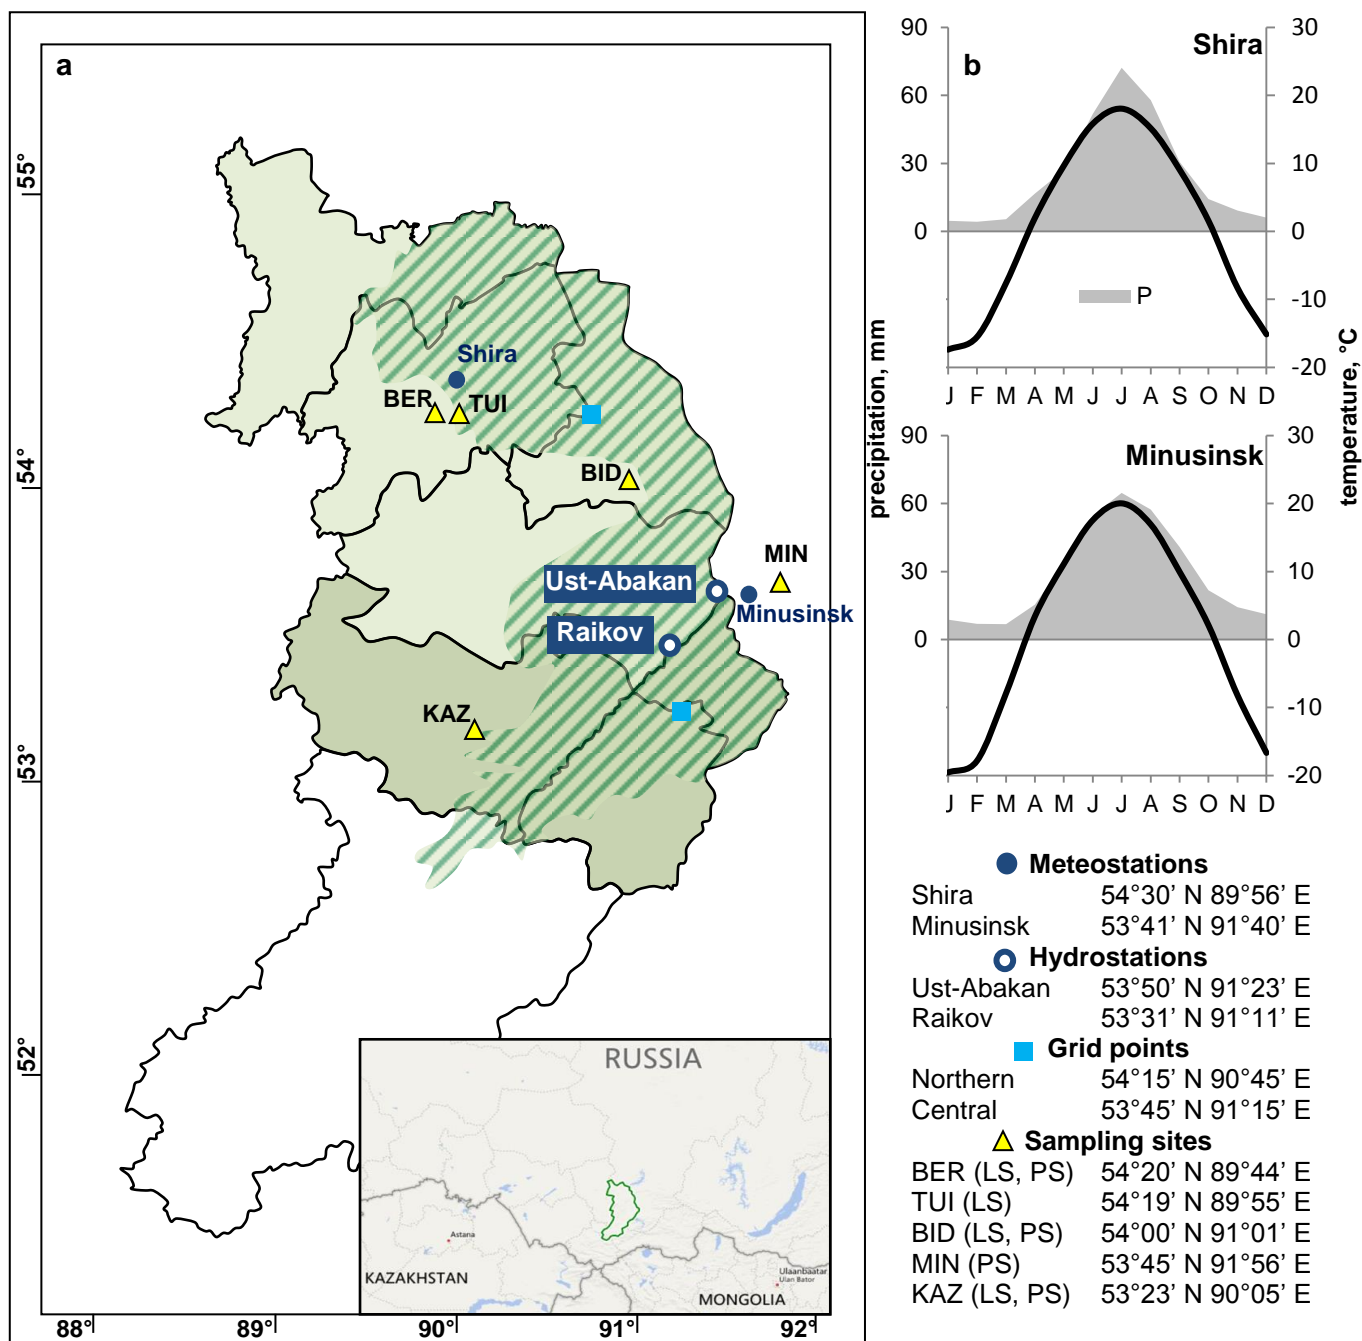 a
55°
54°
53°
52°
88°
89°
90°
91°
92°
Shira
BER
TUI
BID
MIN
Ust-Abakan
Minusinsk
Raikov
KAZ
RUSSIA
Astana
KAZAKHSTAN
Ulaanbaatar
Ulan Bator
MONGOLIA
b
Shira
90
60
30
0
30
20
10
0
-10
-20
P
J F M A M J J A S O N D
precipitation, mm
temperature, °C
Minusinsk
90
60
30
0
30
20
10
0
-10
-20
J F M A M J J A S O N D
Meteostations
Shira 54°30’ N 89°56’ E
Minusinsk 53°41’ N 91°40’ E
Hydrostations
Ust-Abakan 53°50’ N 91°23’ E
Raikov 53°31’ N 91°11’ E
Grid points
Northern 54°15’ N 90°45’ E
Central 53°45’ N 91°15’ E
Sampling sites
BER (LS, PS) 54°20’ N 89°44’ E
TUI (LS) 54°19’ N 89°55’ E
BID (LS, PS) 54°00’ N 91°01’ E
MIN (PS) 53°45’ N 91°56’ E
KAZ (LS, PS) 53°23’ N 90°05’ E